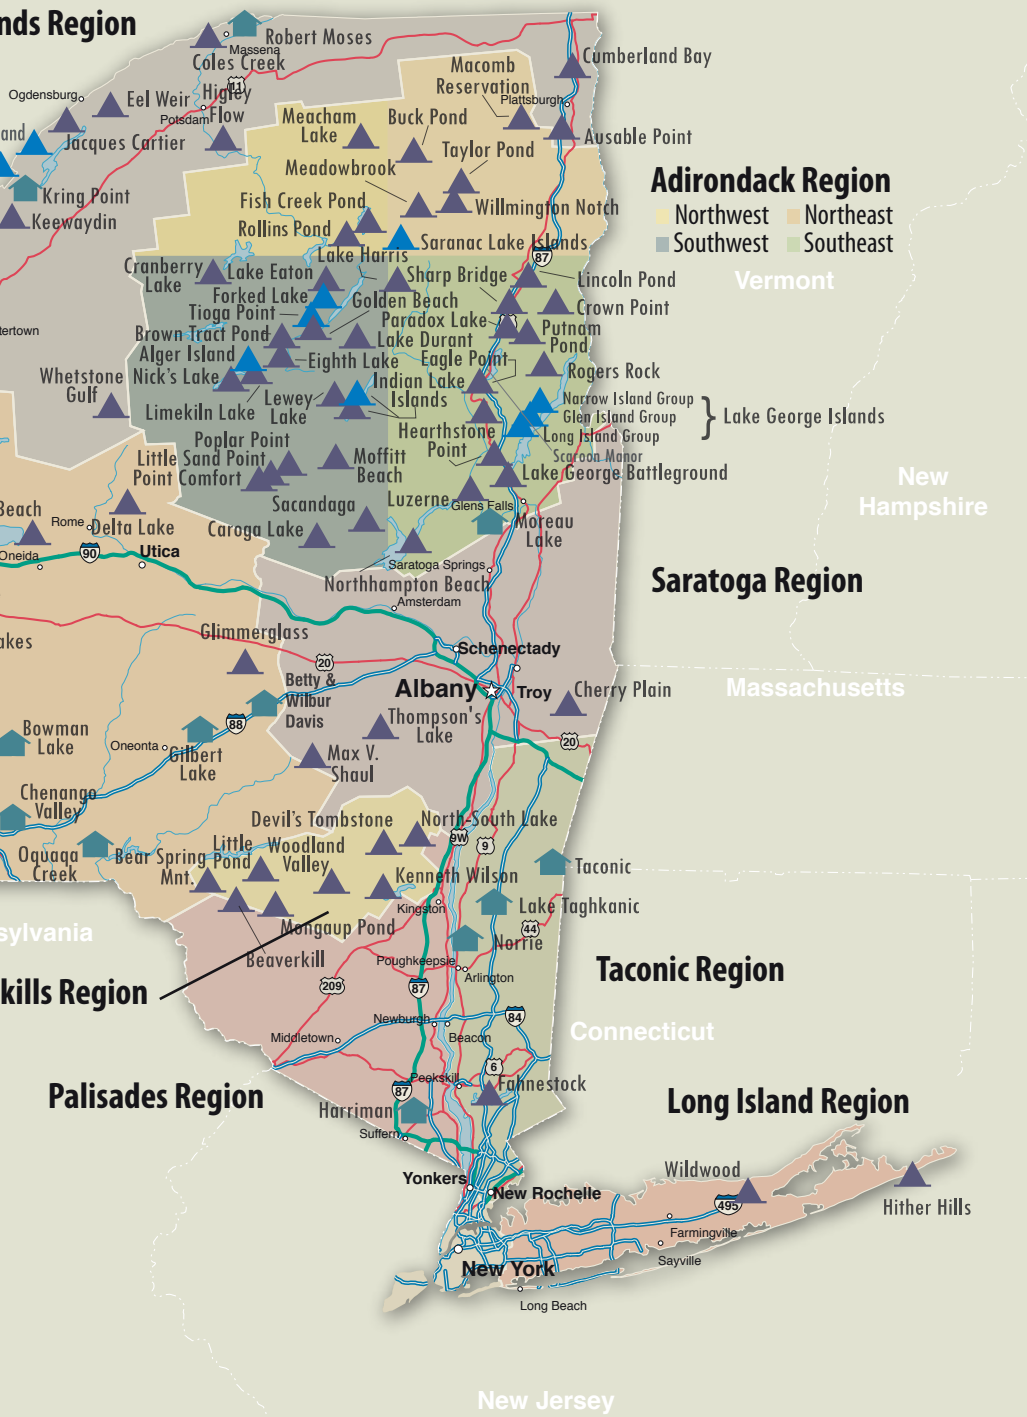 nds Region
Robert Moses
Massena
Coles Creek
11
Macomb
Reservation
Cumberland Bay
Ogdensburg
Eel Weir
Higley
Flow
Potsdam
Plattsburgh
Meacham
Lake
Buck Pond
Ausable Point
and
Jacques Cartier
Taylor Pond
Meadowbrook
Kring Point
Keewaydin
Fish Creek Pond
Wilmington Notch
Rollins Pond
Saranac Lake Islands
Adirondack Region
Northwest
Northeast
Southwest
Southeast
87
Lake Harris
Cranberry
Lake
Lake Eaton
Sharp Bridge
Lincoln Pond
Vermont
Forked Lake
Golden Beach
Crown Point
Tioga Point
Paradox Lake
tertown
Brown Tract Pond
Lake Durant
Putnam
Pond
Alger Island
Eighth Lake
Eagle Point
Whetstone
Gulf
Nick's Lake
Indian Lake
Islands
Rogers Rock
Limekiln Lake
Lewey
Lake
Narrow Island Group
Glen Island Group
Long Island Group
Lake George Islands
Hearthstone
Point
Scaroon Manor
Poplar Point
Little
Point
Sand Point
Comfort
Moffitt
Beach
Lake George Battleground
New
Hampshire
Luzerne
Glens Falls
Sacandaga
Beach
Rome
Delta Lake
Caroga Lake
Moreau
Lake
Oneida
90
Utica
Saratoga Springs
Northhampton Beach
Saratoga Region
Amsterdam
akes
Glimmerglass
20
Schenectady
Betty &
Wilbur
Davis
Albany
Troy
Cherry Plain
Massachusetts
88
Thompson's
Lake
Bowman
Lake
Oneonta
Gilbert
Lake
20
Max V.
Shaul
Chenango
Valley
Devil's Tombstone
North-South Lake
9W
9
Oquaga
Creek
Bear Spring
Mnt.
Little
Pond
Woodland
Valley
Taconic
Kenneth Wilson
Kingston
Lake Taghkanic
44
Mongaup Pond
sylvania
Norrie
Beaverkill
Poughkeepsie
Arlington
Taconic Region
kills Region
209
87
84
Newburgh
Beacon
Connecticut
Middletown
6
Palisades Region
Peekskill
87
Fahnestock
Long Island Region
Harriman
Suffern
Wildwood
Yonkers
New Rochelle
495
Hither Hills
Farmingville
Sayville
New York
Long Beach
New Jersey